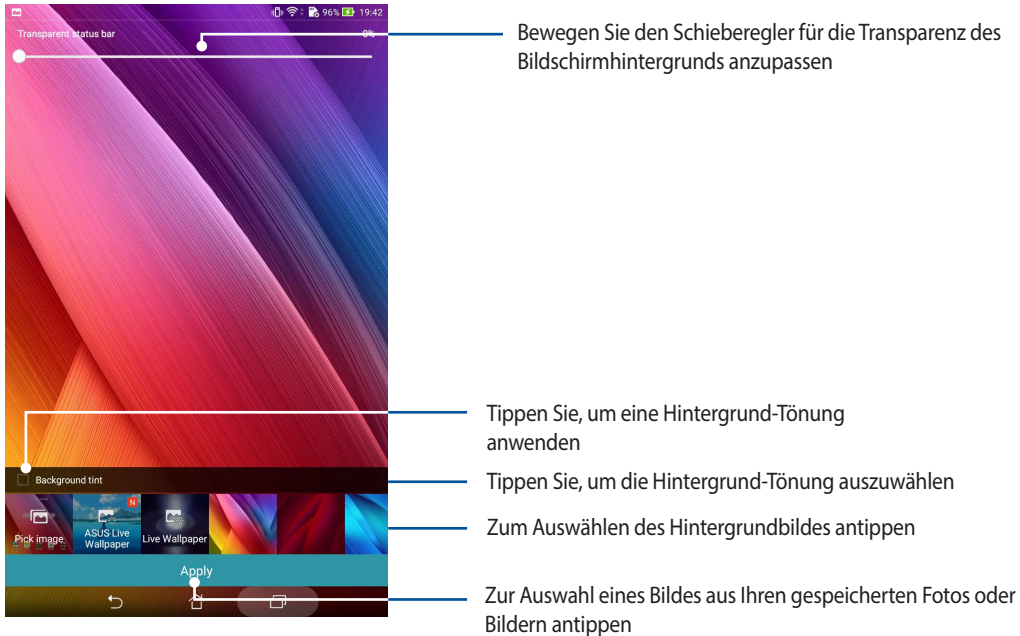 96% 19:42
Transparent status bar 0%
Bewegen Sie den Schieberegler für die Transparenz des
Bildschirmhintergrunds anzupassen
Tippen Sie, um eine Hintergrund-Tönung
anwenden
Background tint
Tippen Sie, um die Hintergrund-Tönung auszuwählen
N
Pick image
ASUS Live
Wallpaper
Live Wallpaper
Zum Auswählen des Hintergrundbildes antippen
Apply
Zur Auswahl eines Bildes aus Ihren gespeicherten Fotos oder
Bildern antippen